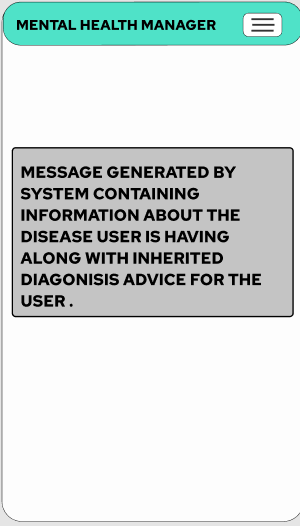 MENTAL HEALTH MANAGER
MESSAGE GENERATED BY
SYSTEM CONTAINING
INFORMATION ABOUT THE
DISEASE USER IS HAVING
ALONG WITH INHERITED
DIAGONISIS ADVICE FOR THE
USER .